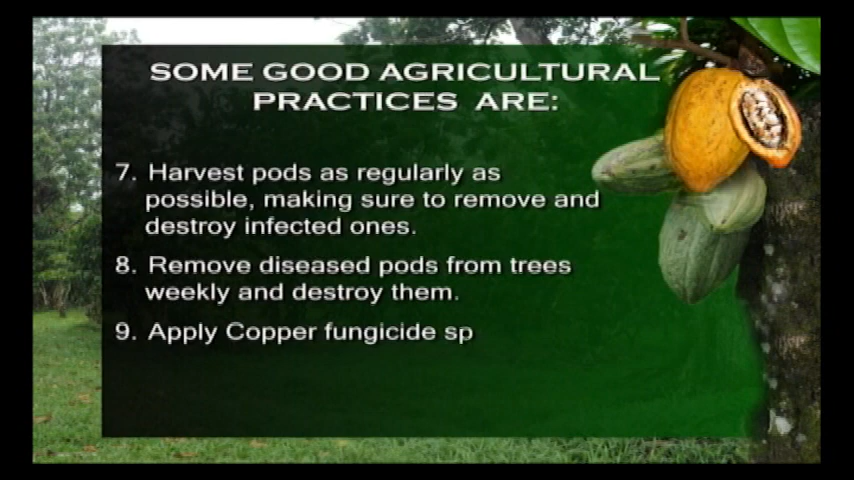 SOME GOOD AGRICULTURAL
PRACTICES ARE:
7. Harvest pods as regularly as
possible, making sure to remove and
destroy infected ones.
8. Remove diseased pods from trees
weekly and destroy them.
9. Apply Copper fungicide sp